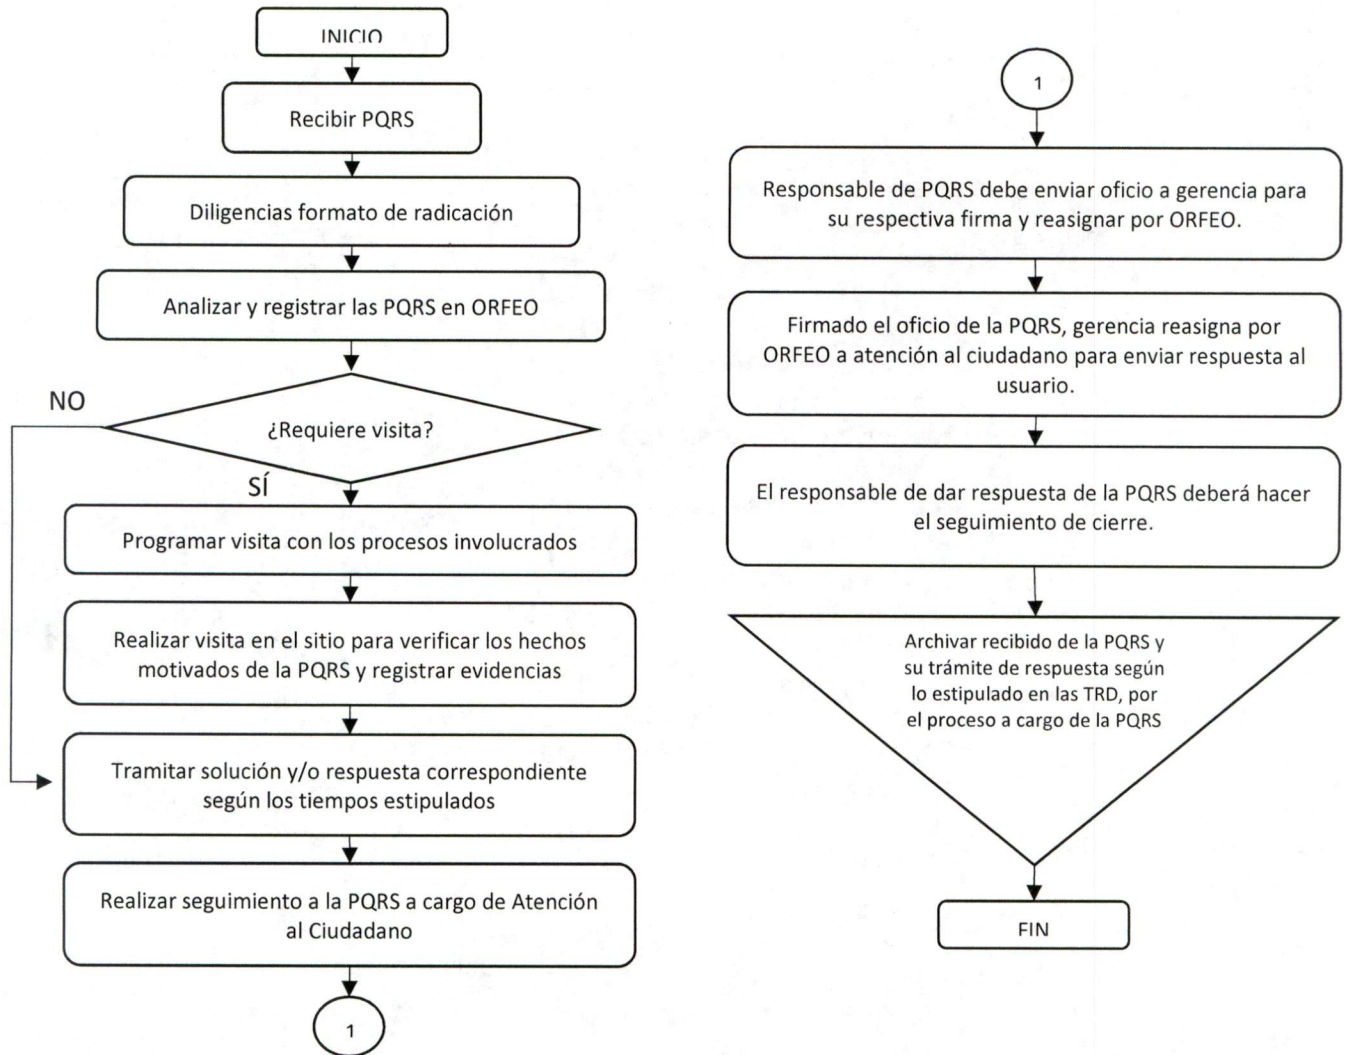 INICIO
Recibir PQRS
Diligencias formato de radicación
Analizar y registrar las PQRS en ORFEO
NO
¿Requiere visita?
SÍ
Programar visita con los procesos involucrados
Realizar visita en el sitio para verificar los hechos
motivados de la PQRS y registrar evidencias
Tramitar solución y/o respuesta correspondiente
según los tiempos estipulados
Realizar seguimiento a la PQRS a cargo de Atención
al Ciudadano
1
1
Responsable de PQRS debe enviar oficio a gerencia para
su respectiva firma y reasignar por ORFEO.
Firmado el oficio de la PQRS, gerencia reasigna por
ORFEO a atención al ciudadano para enviar respuesta al
usuario.
El responsable de dar respuesta de la PQRS deberá hacer
el seguimiento de cierre.
Archivar recibido de la PQRS y
su trámite de respuesta según
lo estipulado en las TRD, por
el proceso a cargo de la PQRS
FIN